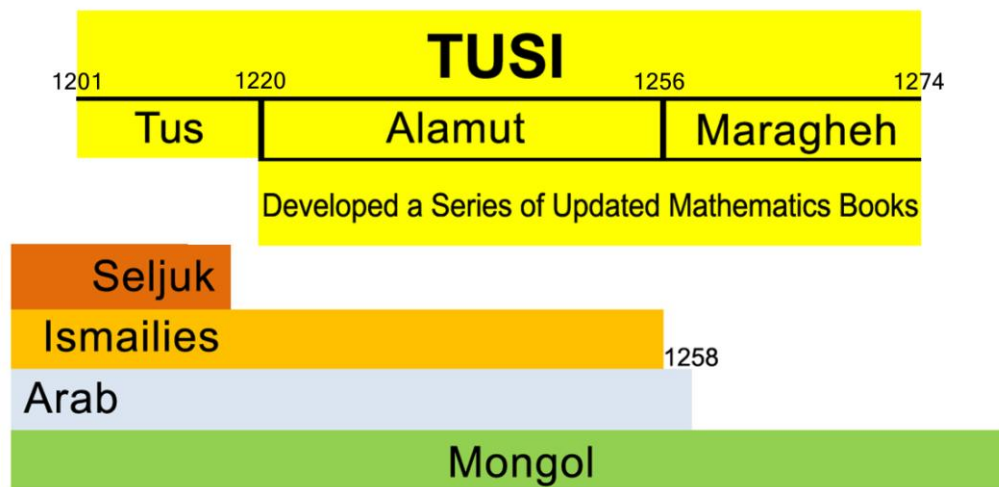 TUSI
1201 1220 1256 1274
Tus Alamut Maragheh
Developed a Series of Updated Mathematics Books
Seljuk
Ismailies
1258
Arab
Mongol